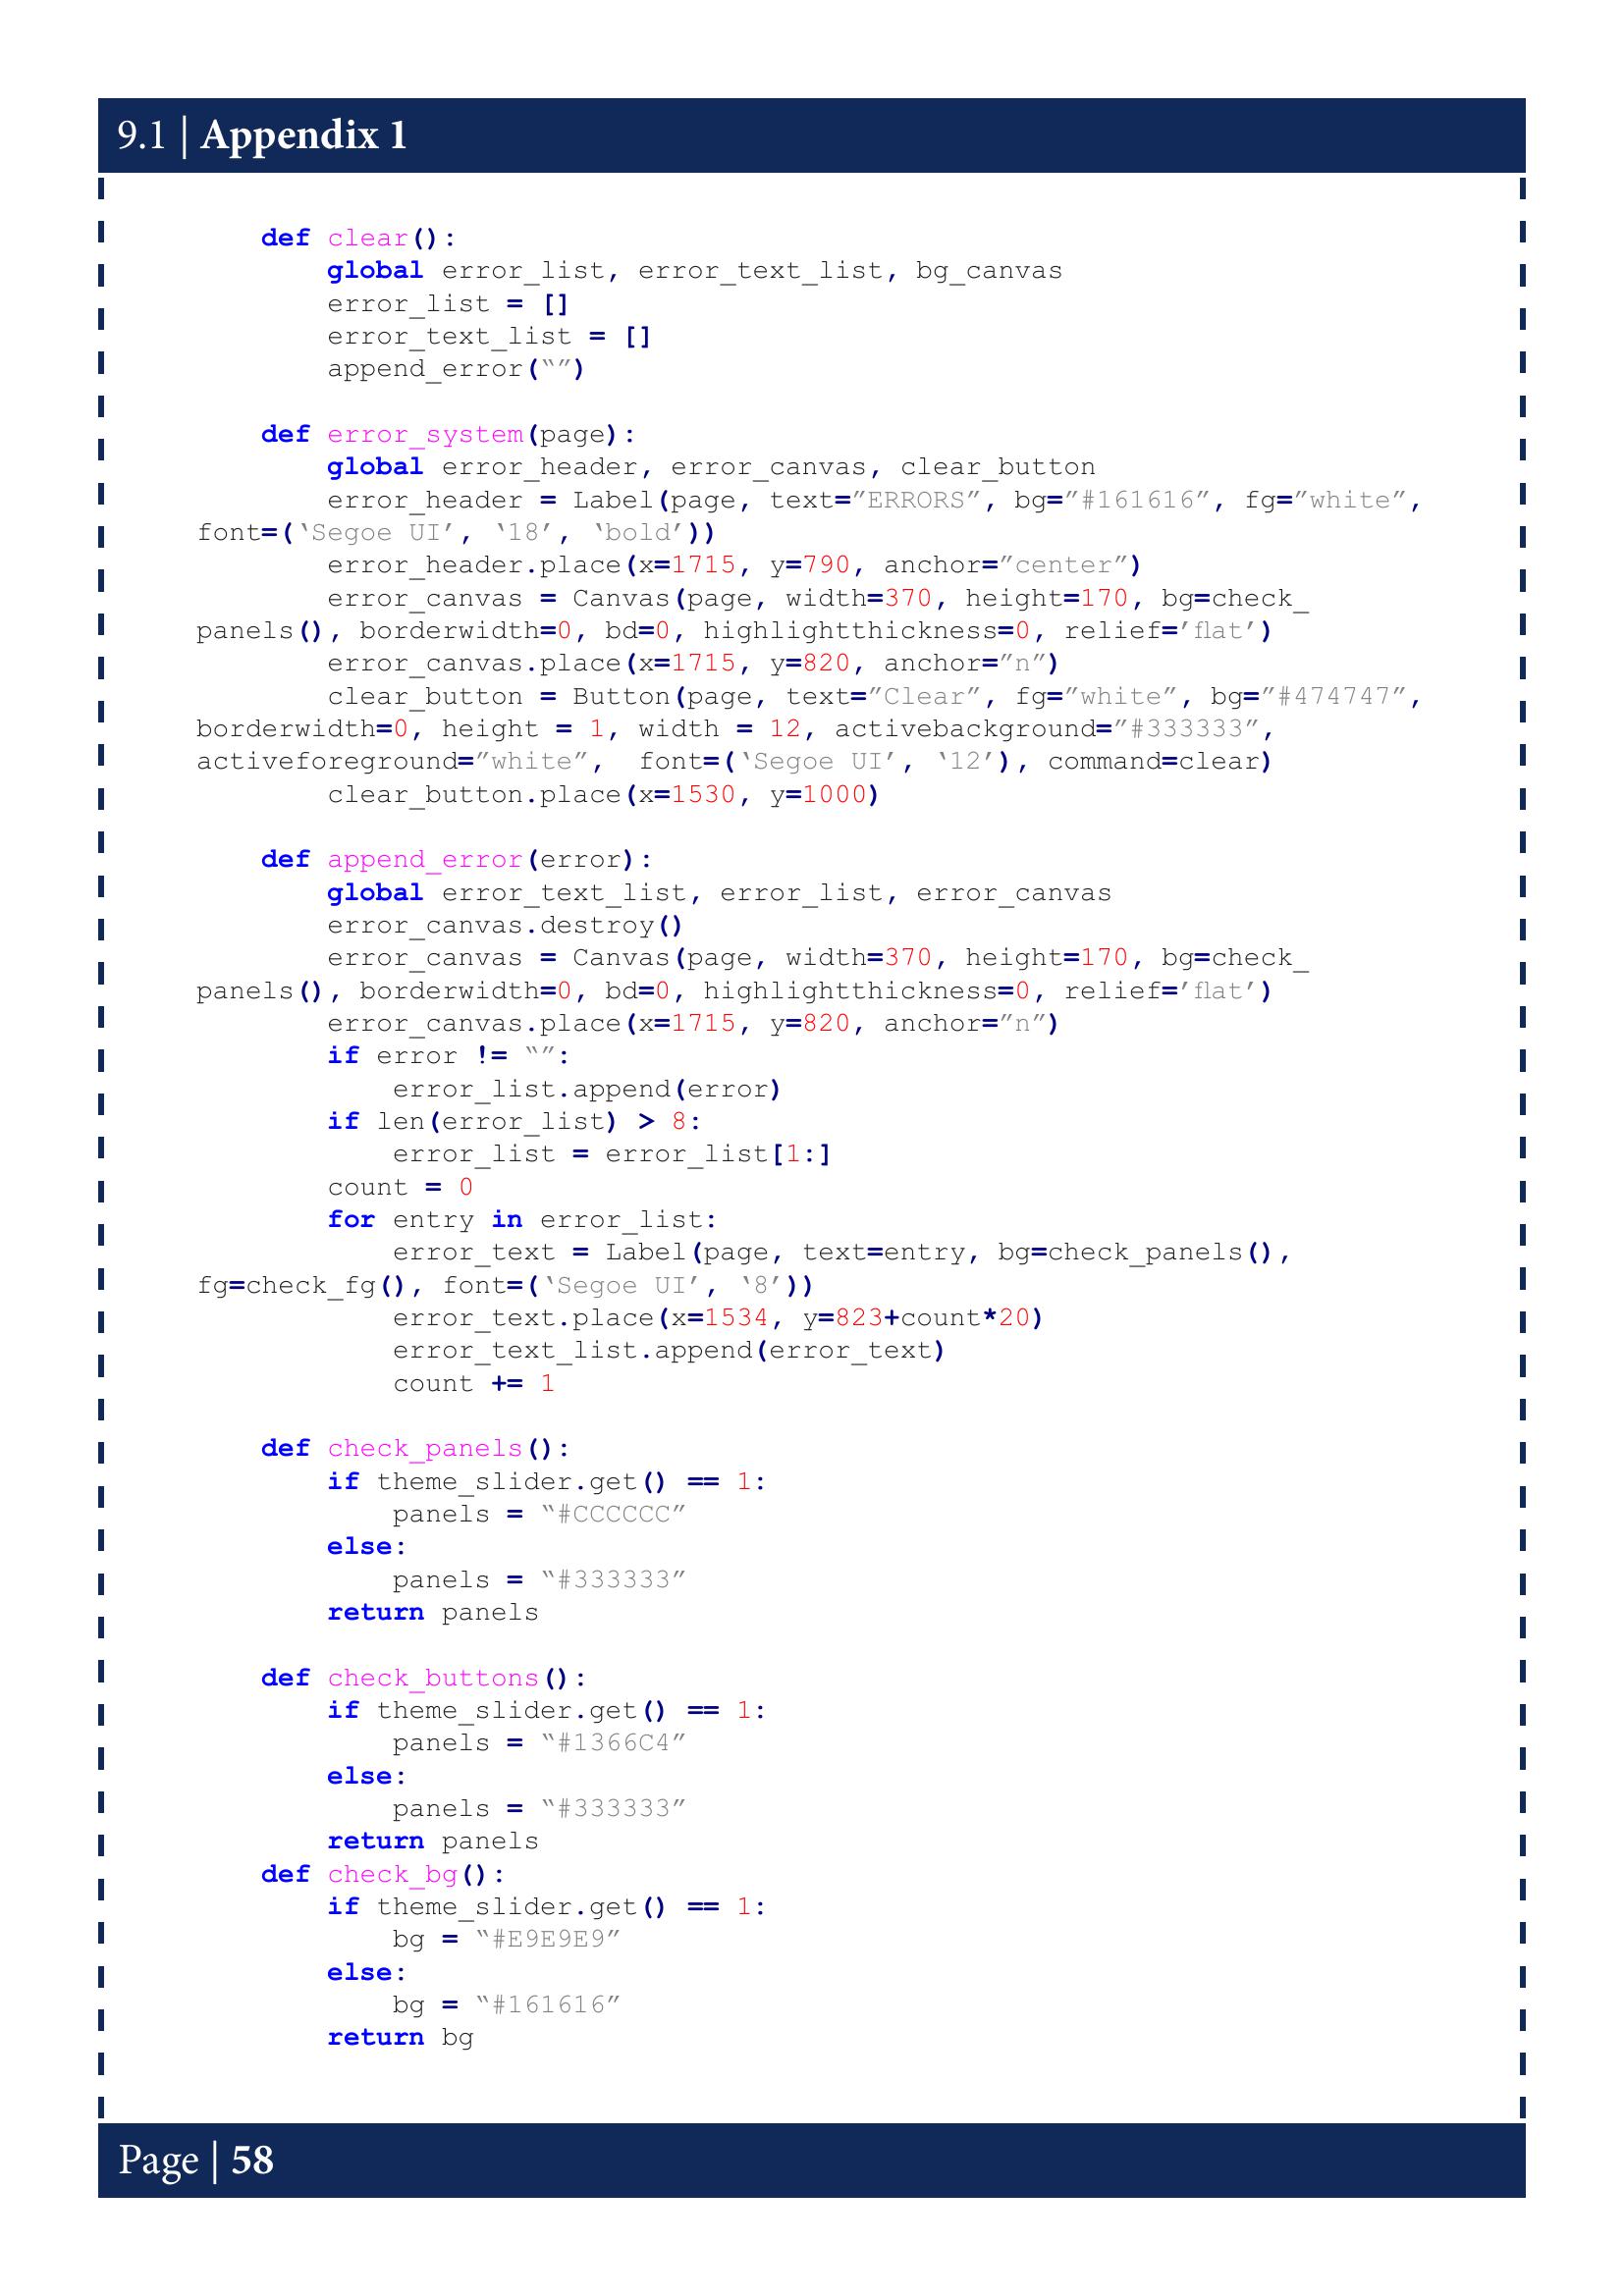 9.1 | Appendix 1
    def clear():
        global error_list, error_text_list, bg_canvas
        error_list = []
        error_text_list = []
        append_error(“”)

    def error_system(page):
        global error_header, error_canvas, clear_button
        error_header = Label(page, text=”ERRORS”, bg=”#161616”, fg=”white”,
font=(‘Segoe UI’, ‘18’, ‘bold’))
        error_header.place(x=1715, y=790, anchor=”center”)
        error_canvas = Canvas(page, width=370, height=170, bg=check_
panels(), borderwidth=0, bd=0, highlightthickness=0, relief=’flat’)
        error_canvas.place(x=1715, y=820, anchor=”n”)
        clear_button = Button(page, text=”Clear”, fg=”white”, bg=”#474747”,
borderwidth=0, height = 1, width = 12, activebackground=”#333333”,
activeforeground=”white”,  font=(‘Segoe UI’, ‘12’), command=clear)
        clear_button.place(x=1530, y=1000)

    def append_error(error):
        global error_text_list, error_list, error_canvas
        error_canvas.destroy()
        error_canvas = Canvas(page, width=370, height=170, bg=check_
panels(), borderwidth=0, bd=0, highlightthickness=0, relief=’flat’)
        error_canvas.place(x=1715, y=820, anchor=”n”)
        if error != “”:
            error_list.append(error)
        if len(error_list) > 8:
            error_list = error_list[1:]
        count = 0
        for entry in error_list:
            error_text = Label(page, text=entry, bg=check_panels(),
fg=check_fg(), font=(‘Segoe UI’, ‘8’))
            error_text.place(x=1534, y=823+count*20)
            error_text_list.append(error_text)
            count += 1

    def check_panels():
        if theme_slider.get() == 1:
            panels = “#CCCCCC”
        else:
            panels = “#333333”
        return panels

    def check_buttons():
        if theme_slider.get() == 1:
            panels = “#1366C4”
        else:
            panels = “#333333”
        return panels
    def check_bg():
        if theme_slider.get() == 1:
            bg = “#E9E9E9”
        else:
            bg = “#161616”
        return bg
Page | 58